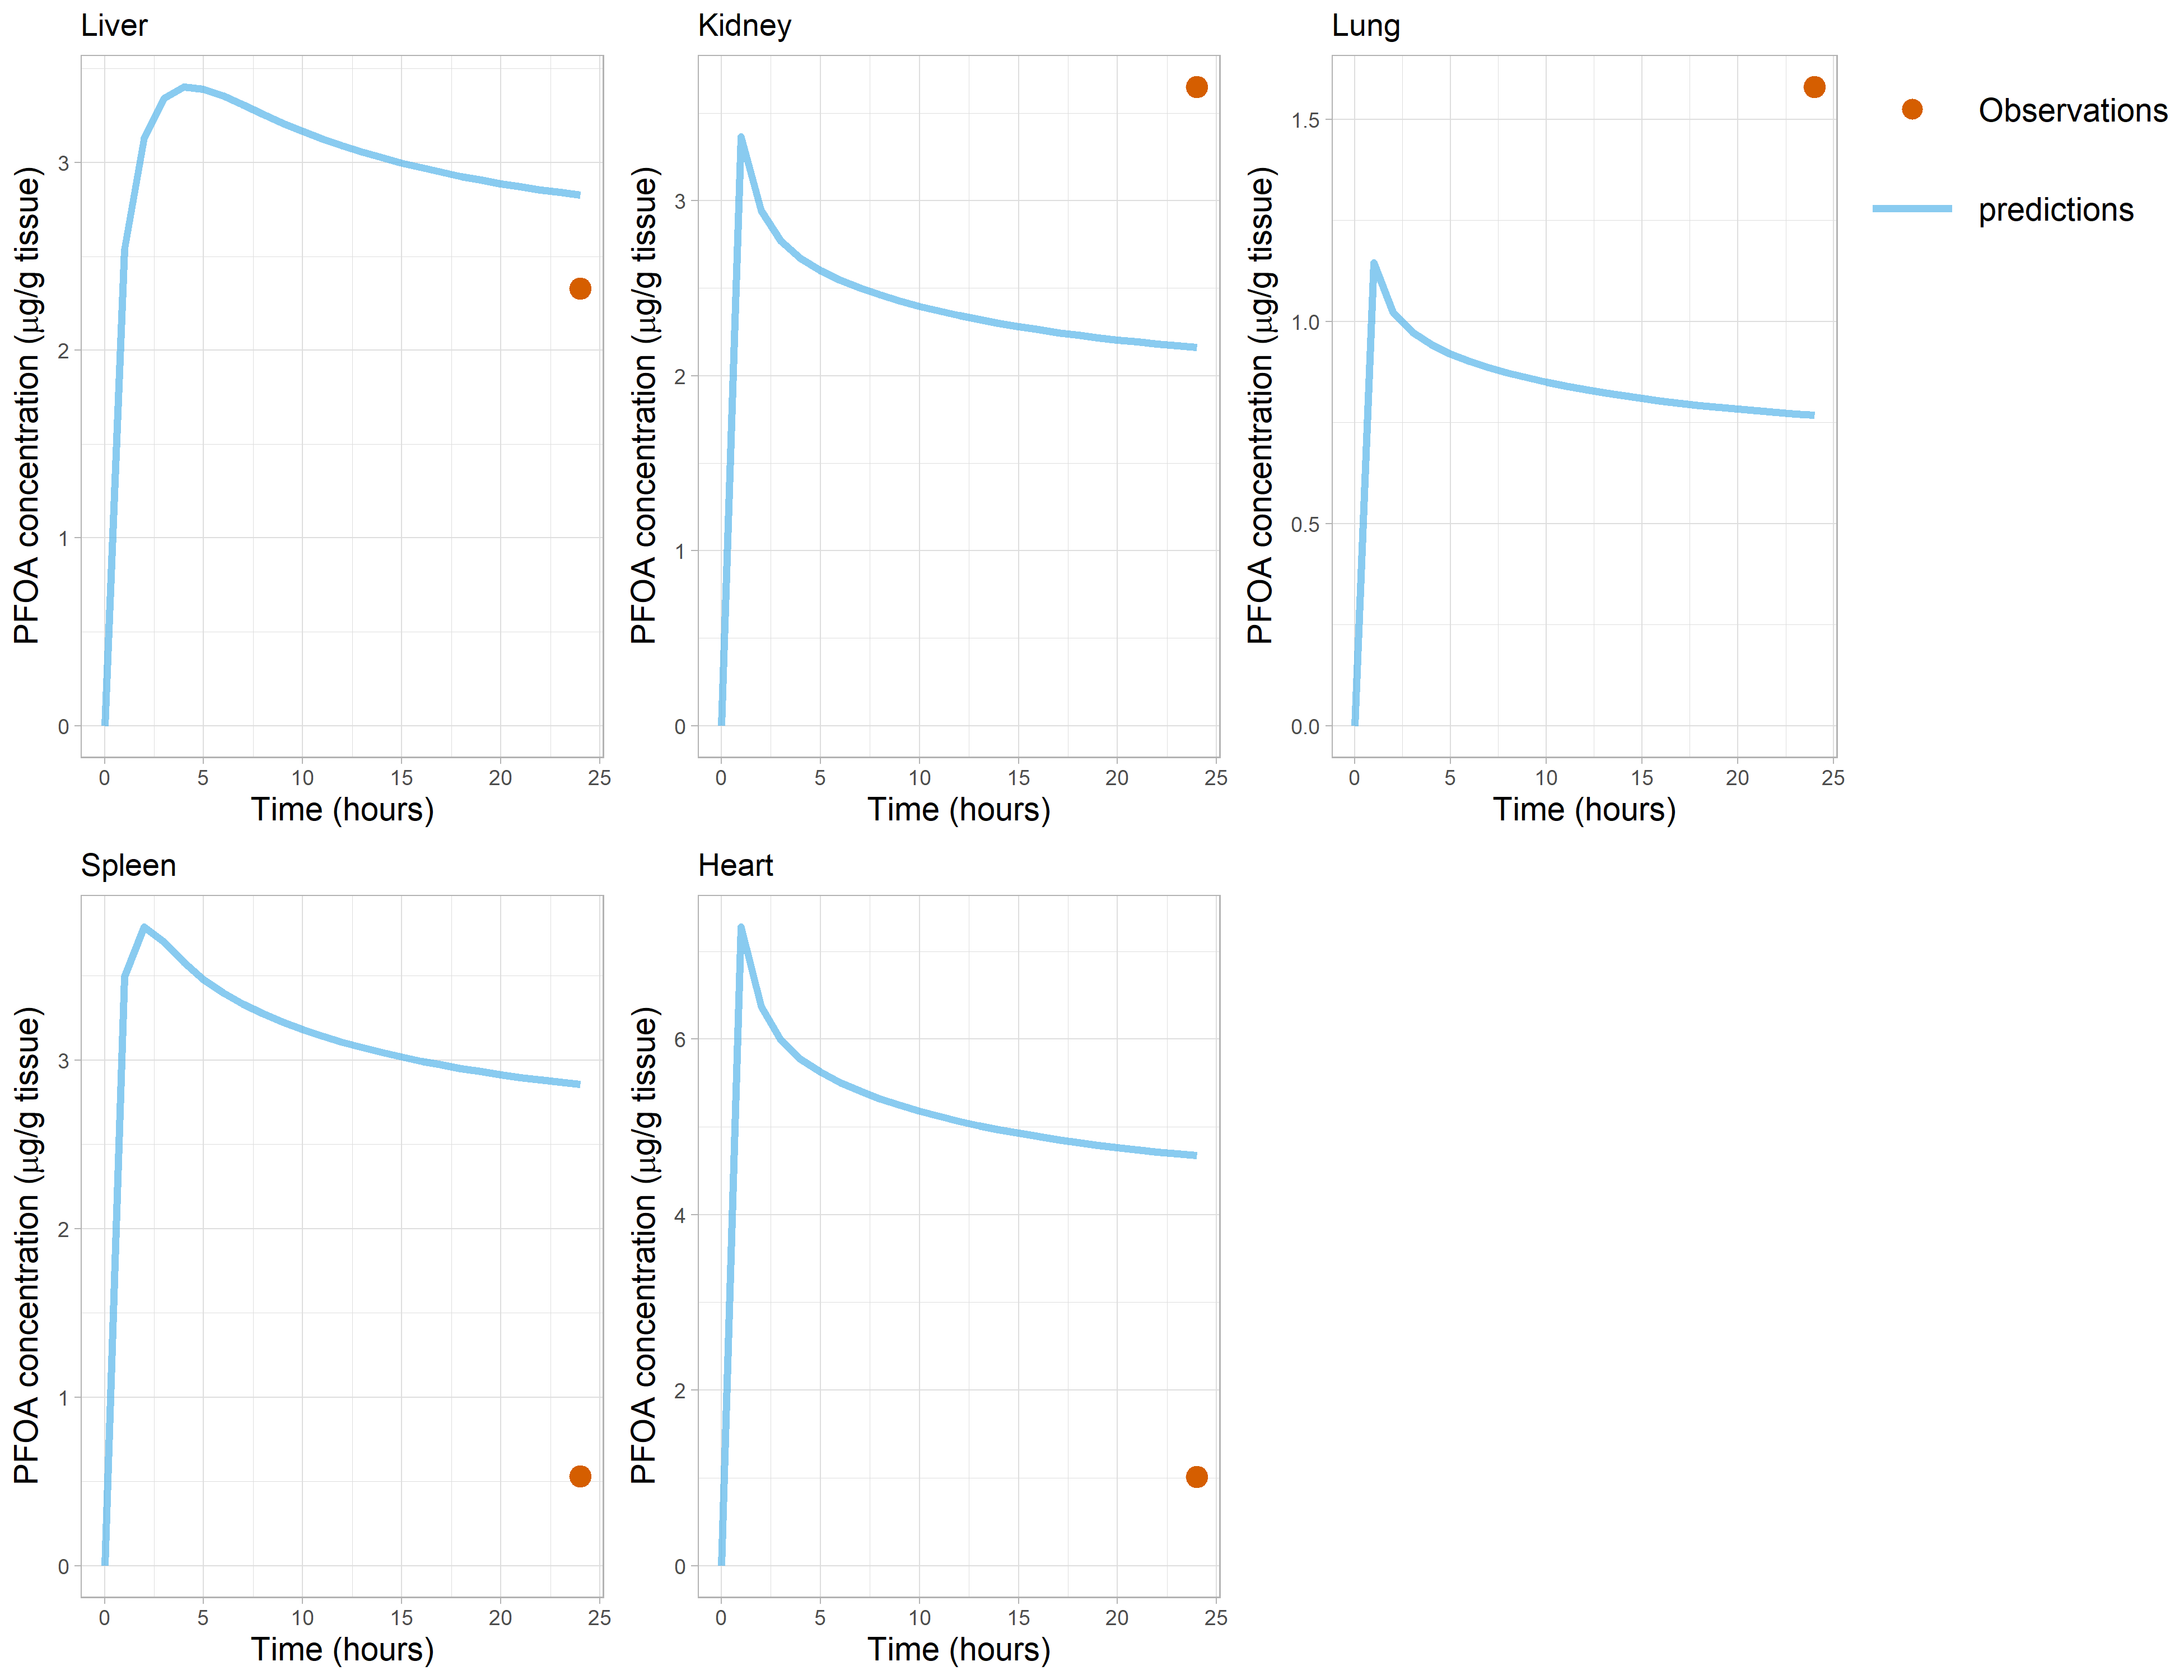 Liver
PFOA concentration (µg/g tissue)
3
2
1
0
0 5 10 15 20 25
Time (hours)
Kidney
PFOA concentration (µg/g tissue)
3
2
1
0
0 5 10 15 20 25
Time (hours)
Lung
PFOA concentration (µg/g tissue)
1.5
1.0
0.5
0.0
0 5 10 15 20 25
Time (hours)
Observations
predictions
Spleen
PFOA concentration (µg/g tissue)
3
2
1
0
0 5 10 15 20 25
Time (hours)
Heart
PFOA concentration (µg/g tissue)
6
4
2
0
0 5 10 15 20 25
Time (hours)